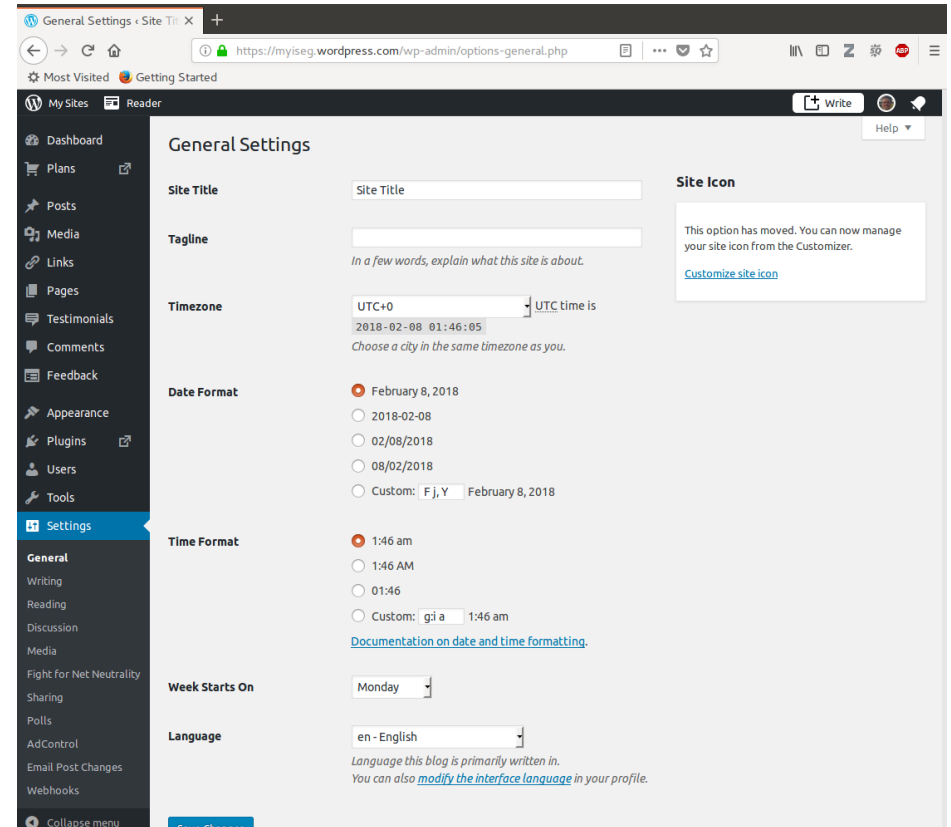 General Settings ‹ Site Tit
https://myiseg.wordpress.com/wp-admin/options-general.php
ABP
Most Visited Getting Started
My Sites Reader Write
Help
Dashboard
Plans
Posts
Media
Links
Pages
Testimonials
Comments
Feedback
Appearance
Plugins
Users
Tools
Settings
General
Writing
Reading
Discussion
Media
Fight for Net Neutrality
Sharing
Polls
AdControl
Email Post Changes
Webhooks
Collapse menu
General Settings
Site Title Site Title
Tagline
In a few words, explain what this site is about.
Timezone UTC+0 UTC time is
2018-02-08 01:46:05
Choose a city in the same timezone as you.
Date Format February 8, 2018
2018-02-08
02/08/2018
08/02/2018
Custom: F j, Y February 8, 2018
Time Format 1:46 am
1:46 AM
01:46
Custom: g:i a 1:46 am
Documentation on date and time formatting.
Week Starts On Monday
Language en - English
Language this blog is primarily written in.
You can also modify the interface language in your profile.
Site Icon
This option has moved. You can now manage
your site icon from the Customizer.
Customize site icon